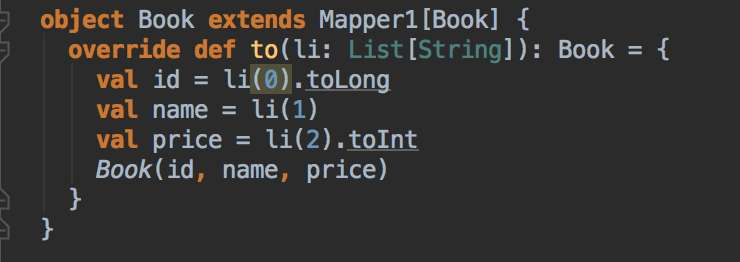 object Book extends Mapper1[Book] {
  override def to(li: List[String]): Book = {
    val id = li(0).toLong
    val name = li(1)
    val price = li(2).toInt
    Book(id, name, price)
  }
}